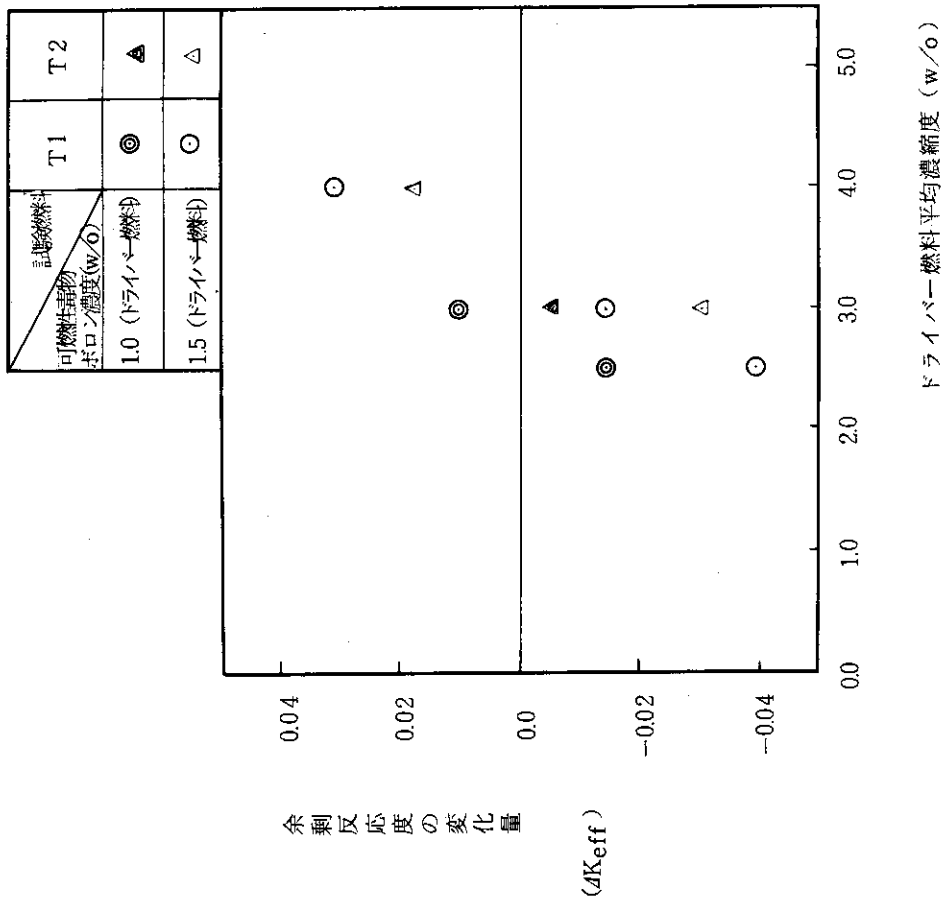 試験燃料
可燃性毒物
ボロン濃度(w/o)
T1
T2
1.0 (ドライバー燃料)
1.5 (ドライバー燃料)
余剰反応度の変化量
(ΔKeff)
0.04
0.02
0.0
−0.02
−0.04
0.0
1.0
2.0
3.0
4.0
5.0
ドライバー燃料平均濃縮度 (w/o)